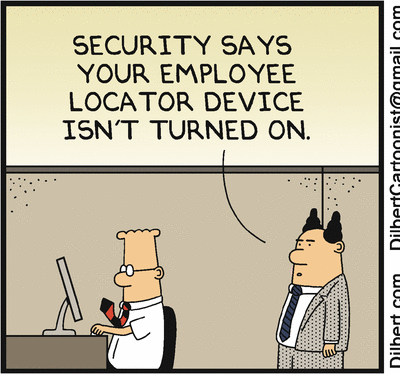 SECURITY SAYS
YOUR EMPLOYEE
LOCATOR DEVICE
ISN'T TURNED ON.
Dilbert.com DilbertCartoonist@gmail.com